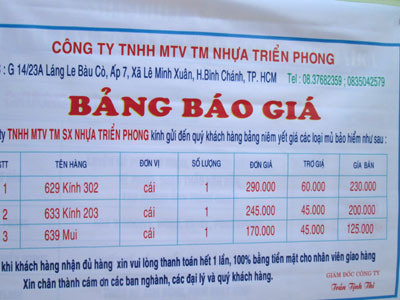 CÔNG TY TNHH MTV TM NHỰA TRIỂN PHONG
: G 14/23A Láng Le Bàu Cò, Ấp 7, Xã Lê Minh Xuân, H.Bình Chánh, TP. HCM Tel : 08.37682359 ; 0835042579
BẢNG BÁO GIÁ
ty TNHH MTV TM SX NHỰA TRIỂN PHONG kính gửi đến quý khách hàng bảng niêm yết giá các loại mủ bảo hiểm như sau :
STT TÊN HÀNG ĐƠN VỊ SỐ LƯỢNG ĐƠN GIÁ TRỢ GIÁ GIÁ BÁN
1 629 Kính 302 cái 1 290.000 60.000 230.000
2 633 Kính 203 cái 1 245.000 45.000 200.000
3 639 Mui cái 1 170.000 45.000 125.000
khi khách hàng nhận đủ hàng xin vui lòng thanh toán hết 1 lần, 100% bằng tiền mặt cho nhân viên giao hàng
Xin chân thành cám ơn các ban nghành, các đại lý và quý khách hàng.
GIÁM ĐỐC CÔNG TY
Trần Tịnh Thi